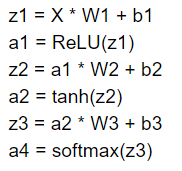 z1 = X * W1 + b1
a1 = ReLU(z1)
z2 = a1 * W2 + b2
a2 = tanh(z2)
z3 = a2 * W3 + b3
a4 = softmax(z3)